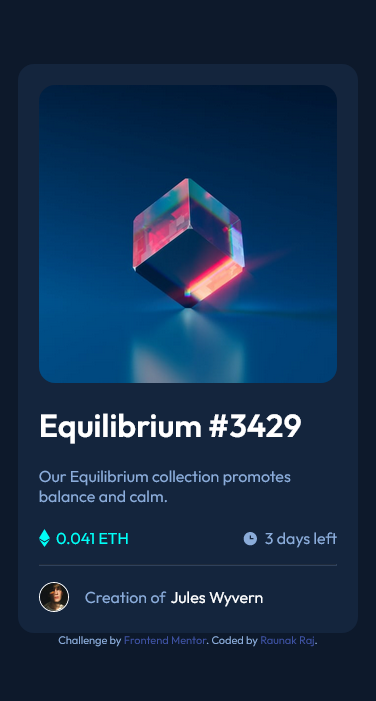 Equilibrium #3429
Our Equilibrium collection promotes
balance and calm.
0.041 ETH 3 days left
Creation of Jules Wyvern
Challenge by Frontend Mentor. Coded by Raunak Raj.